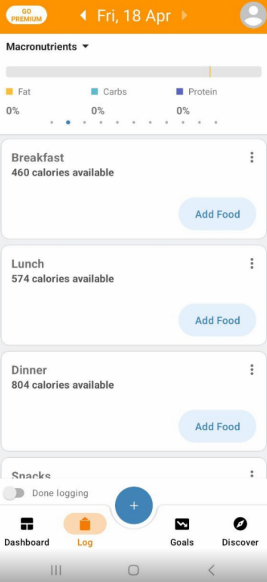 GO
PREMIUM
Fri, 18 Apr
Macronutrients
Fat Carbs Protein
0% 0% 0%
Breakfast
460 calories available
Add Food
Lunch
574 calories available
Add Food
Dinner
804 calories available
Add Food
Snacks
Done logging
+
Dashboard Log Goals Discover